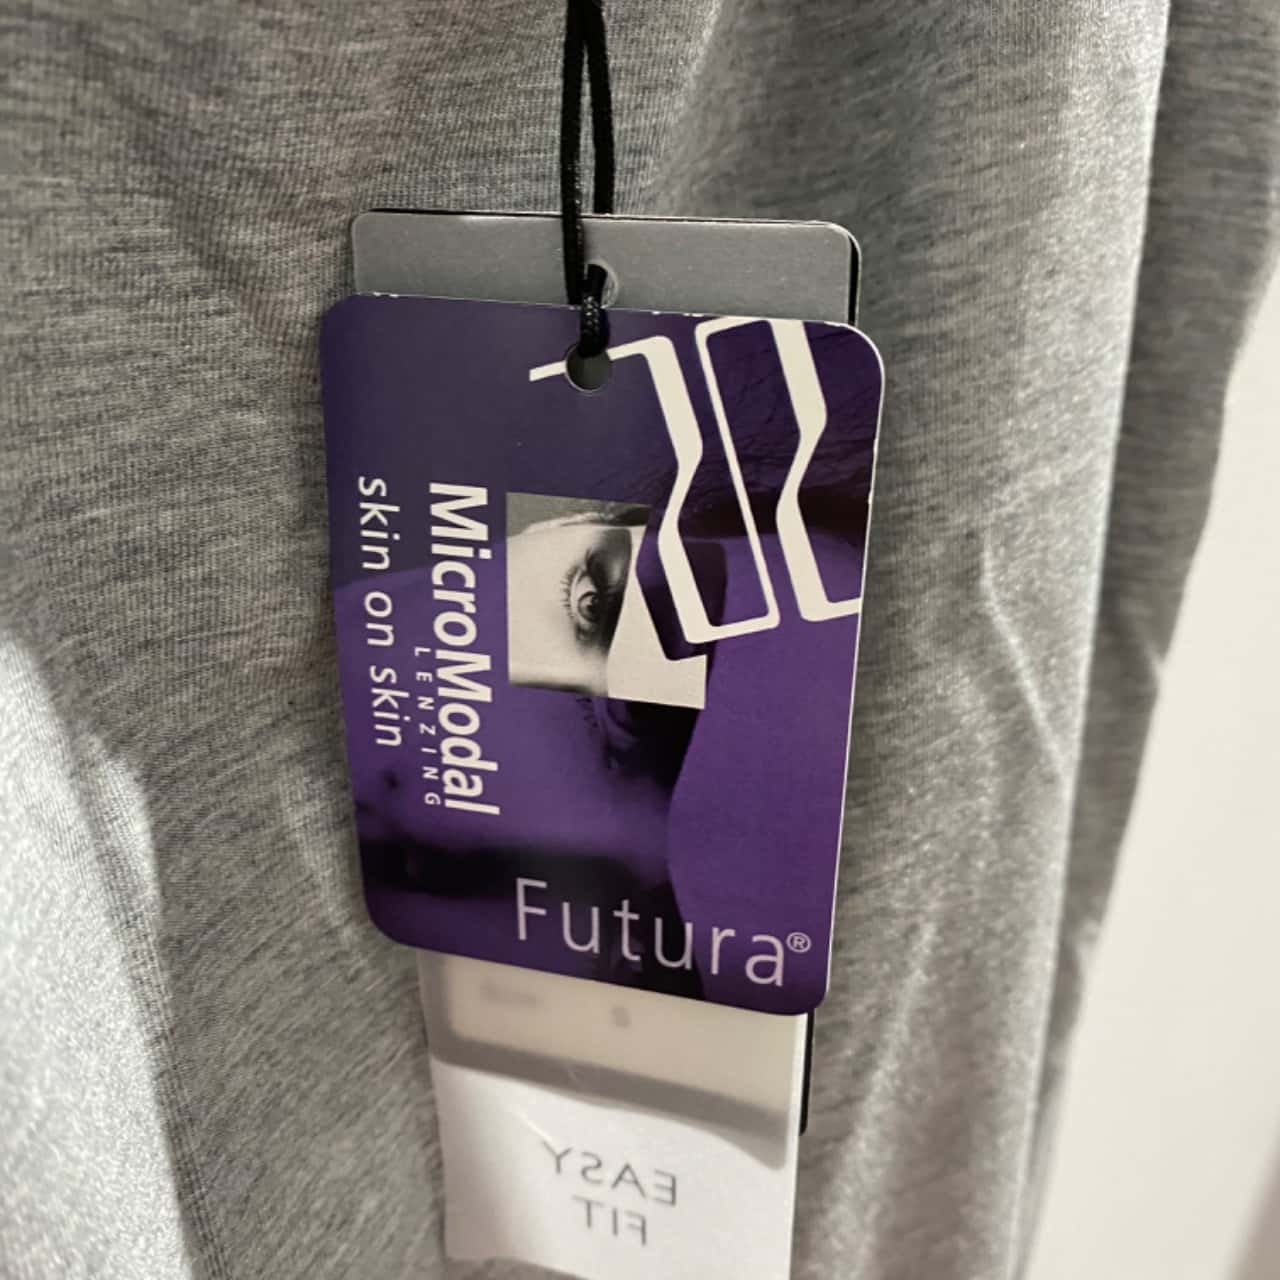 MicroModal
LENZING
skin on skin
Futura®
EASY
FIT